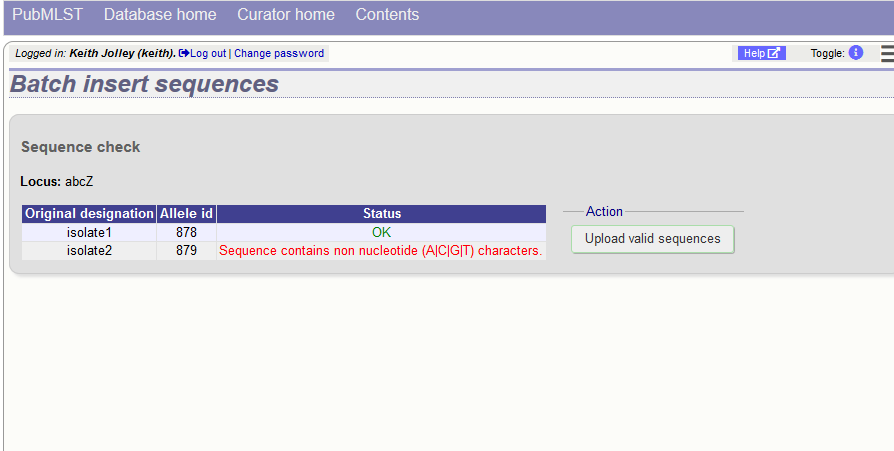 PubMLST Database home Curator home Contents
Logged in: Keith Jolley (keith). Log out | Change password Help Toggle:
Batch insert sequences
Sequence check
Locus: abcZ
Original designation Allele id Status Action
isolate1 878 OK
isolate2 879 Sequence contains non nucleotide (A|C|G|T) characters.
Upload valid sequences